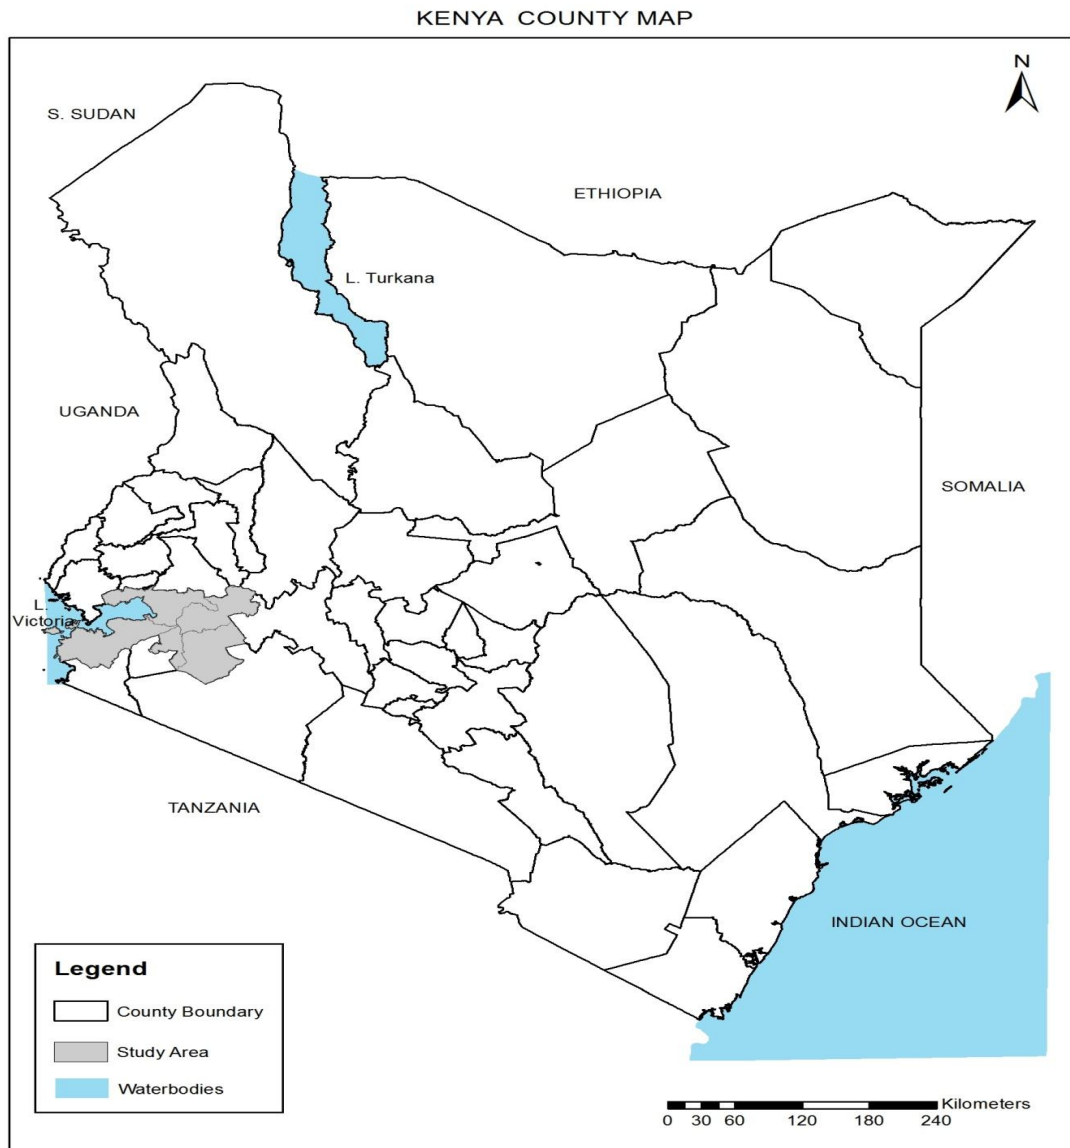 KENYA COUNTY MAP
N
S. SUDAN
ETHIOPIA
L. Turkana
UGANDA
SOMALIA
L.
Victoria
TANZANIA
INDIAN OCEAN
Legend
County Boundary
Study Area
Waterbodies
Kilometers
0 30 60 120 180 240